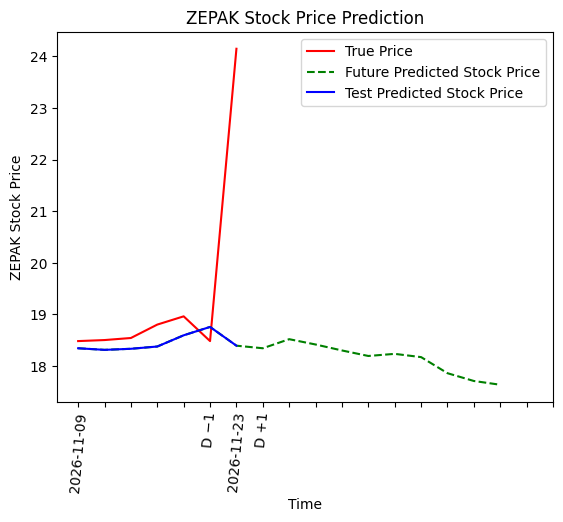 ZEPAK Stock Price Prediction
True Price
Future Predicted Stock Price
Test Predicted Stock Price
ZEPAK Stock Price
24
23
22
21
20
19
18
2026-11-09
D −1
2026-11-23
D +1
Time